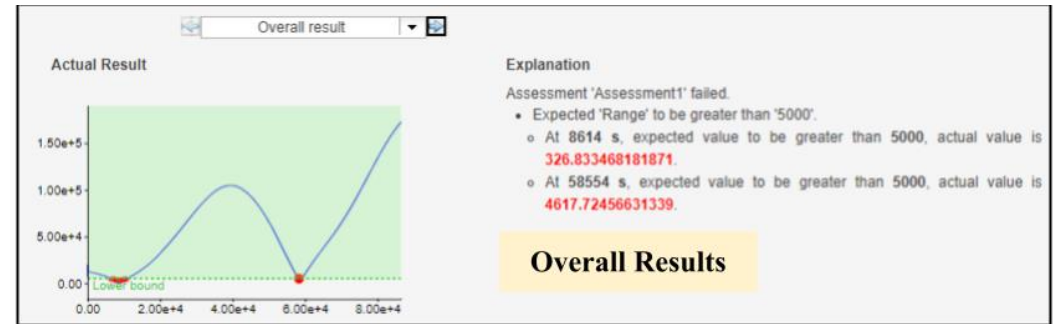 Overall result
Actual Result
Explanation
Assessment 'Assessment1' failed.
• Expected 'Range' to be greater than '5000'.
o At 8614 s, expected value to be greater than 5000, actual value is
326.833468181871.
o At 58554 s, expected value to be greater than 5000, actual value is
4617.72456631339.
Overall Results
1.50e+5
1.00e+5
5.00e+4
0.00
Lower bound
0.00 2.00e+4 4.00e+4 6.00e+4 8.00e+4